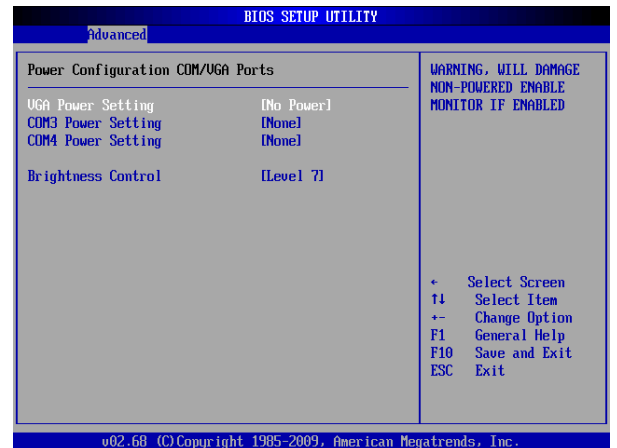 BIOS SETUP UTILITY
Advanced
Power Configuration COM/VGA Ports
VGA Power Setting [No Power]
COM3 Power Setting [None]
COM4 Power Setting [None]
Brightness Control [Level 7]
WARNING, WILL DAMAGE
NON-POWERED ENABLE
MONITOR IF ENABLED
← Select Screen
↑↓ Select Item
+- Change Option
F1 General Help
F10 Save and Exit
ESC Exit
v02.68 (C)Copyright 1985-2009, American Megatrends, Inc.